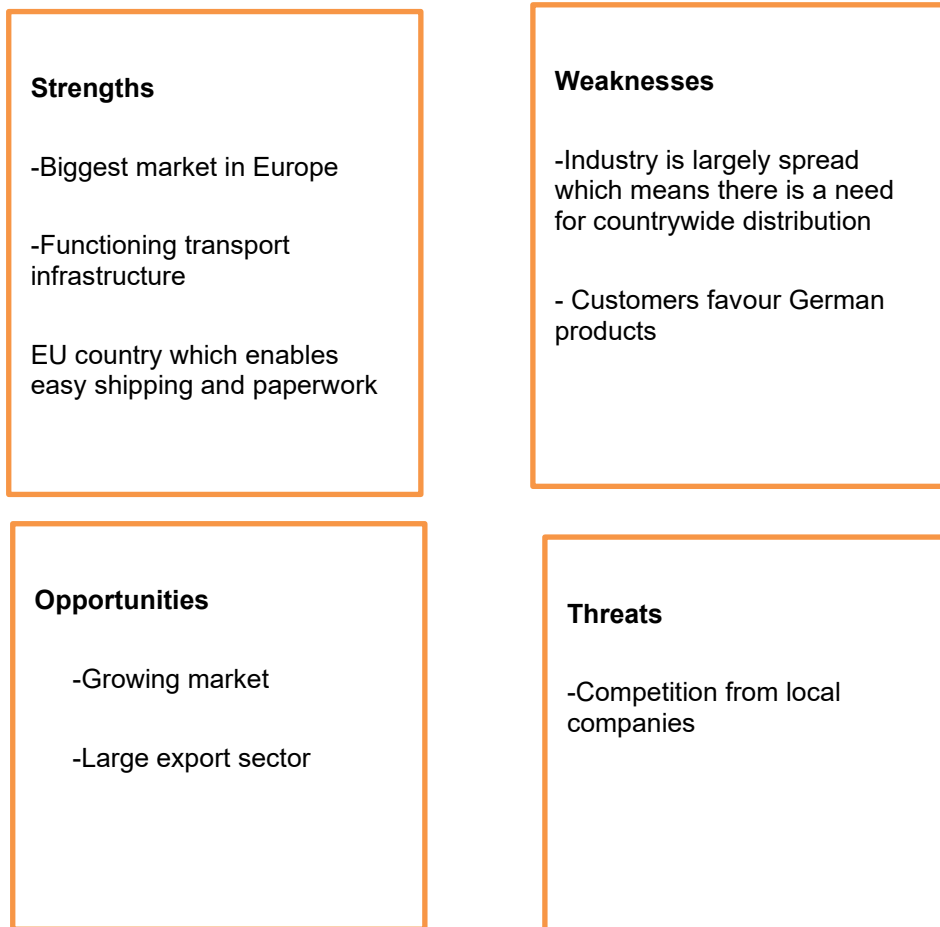 Strengths
-Biggest market in Europe
-Functioning transport
infrastructure
EU country which enables
easy shipping and paperwork
Weaknesses
-Industry is largely spread
which means there is a need
for countrywide distribution
- Customers favour German
products
Opportunities
-Growing market
-Large export sector
Threats
-Competition from local
companies